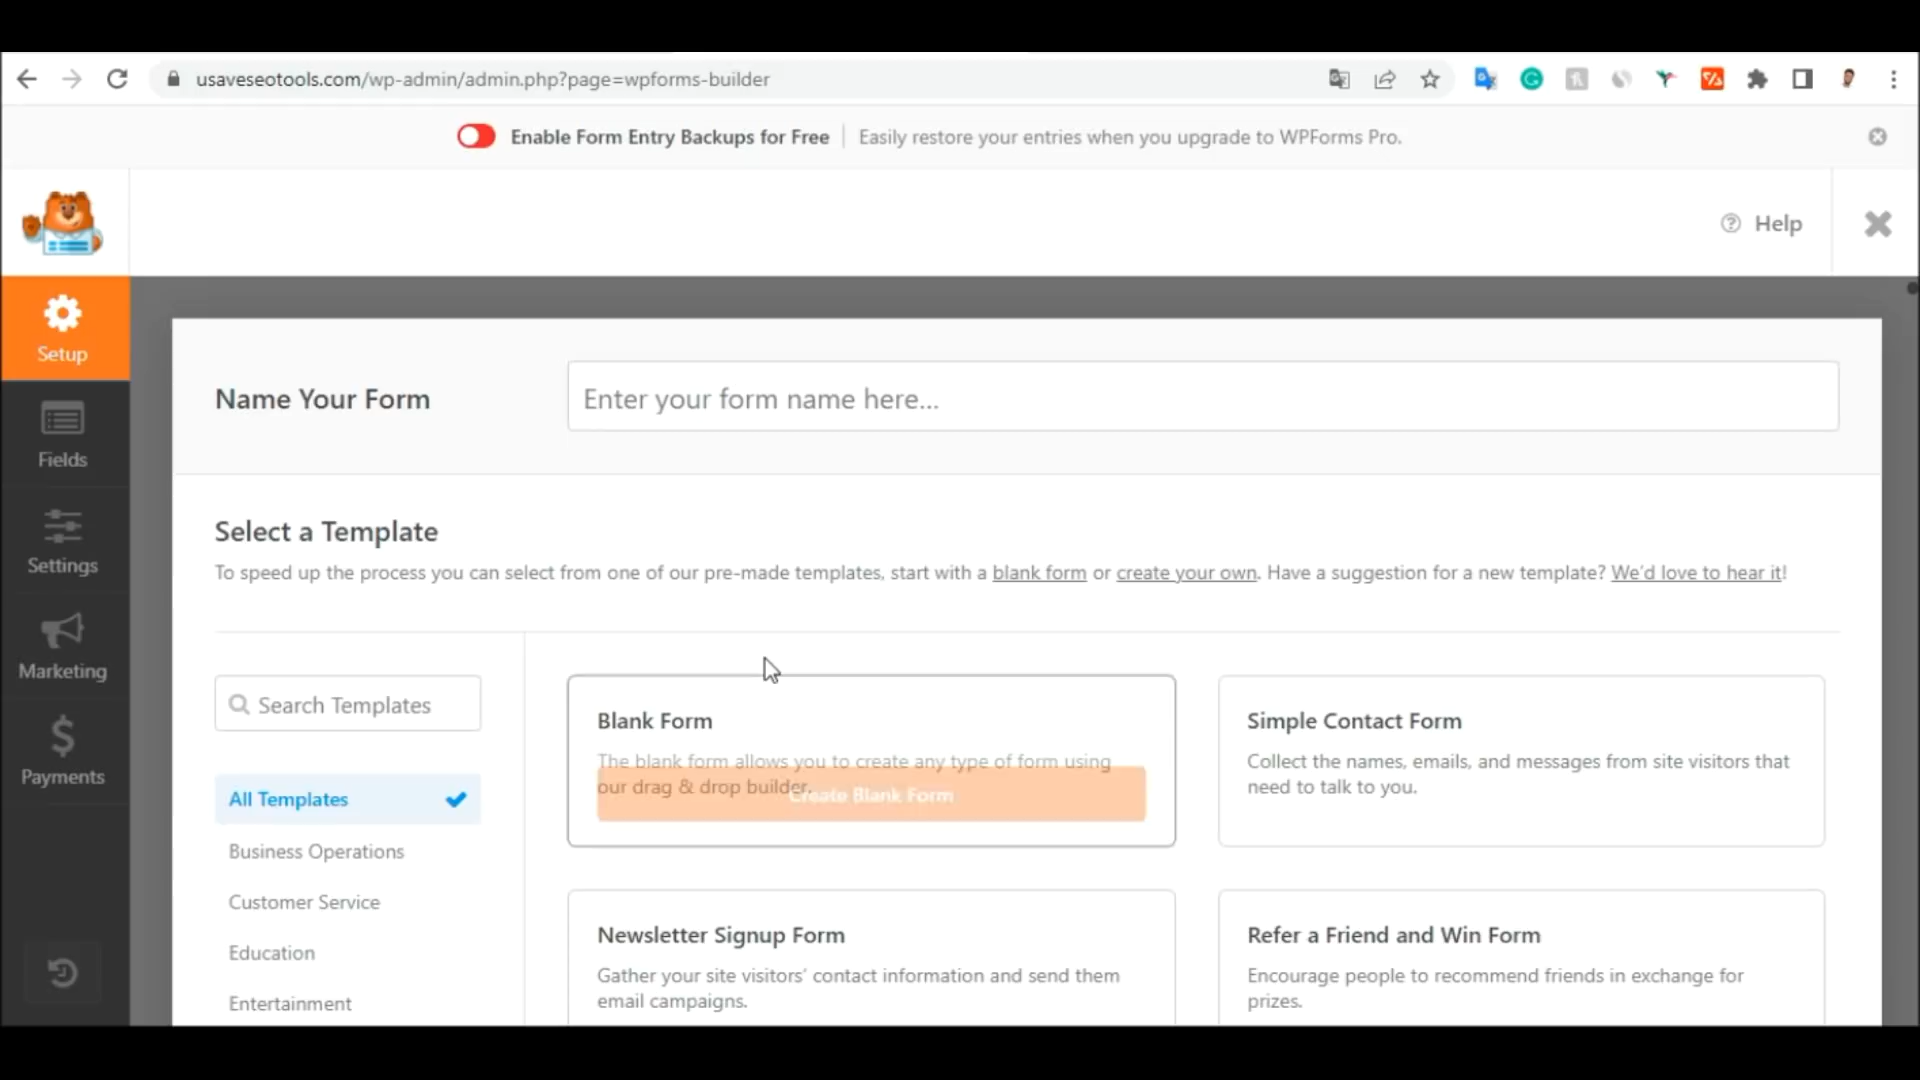 usaveseotools.com/wp-admin/admin.php?page=wpforms-builder
Enable Form Entry Backups for Free
Easily restore your entries when you upgrade to WPForms Pro.
Help
Setup
Name Your Form
Enter your form name here...
Fields
Settings
Marketing
Payments
Select a Template
To speed up the process you can select from one of our pre-made templates, start with a blank form or create your own. Have a suggestion for a new template? We'd love to hear it!
Search Templates
All Templates
Business Operations
Customer Service
Education
Entertainment
Blank Form
The blank form allows you to create any type of form using
our drag & drop builder.
Create Blank Form
Simple Contact Form
Collect the names, emails, and messages from site visitors that
need to talk to you.
Newsletter Signup Form
Gather your site visitors' contact information and send them
email campaigns.
Refer a Friend and Win Form
Encourage people to recommend friends in exchange for
prizes.